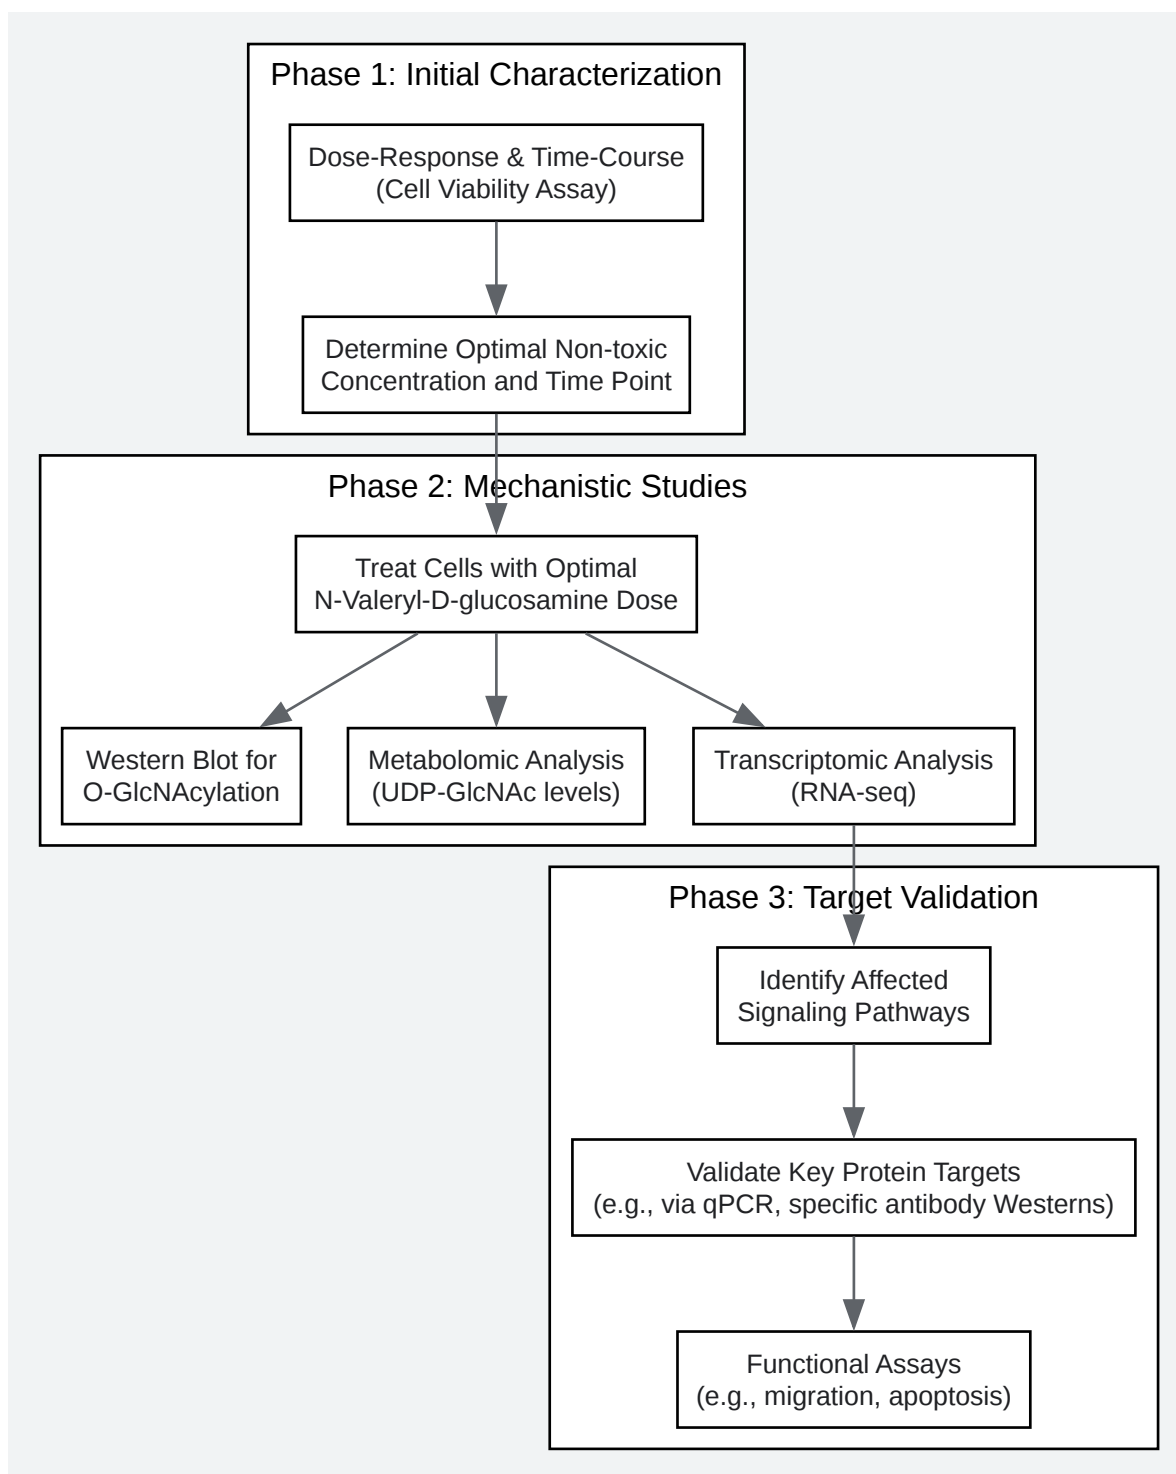 Phase 1: Initial Characterization
Dose-Response & Time-Course
(Cell Viability Assay)
Determine Optimal Non-toxic
Concentration and Time Point
Phase 2: Mechanistic Studies
Treat Cells with Optimal
N-Valeryl-D-glucosamine Dose
Western Blot for
O-GlcNAcylation
Metabolomic Analysis
(UDP-GlcNAc levels)
Transcriptomic Analysis
(RNA-seq)
Phase 3: Target Validation
Identify Affected
Signaling Pathways
Validate Key Protein Targets
(e.g., via qPCR, specific antibody Westerns)
Functional Assays
(e.g., migration, apoptosis)